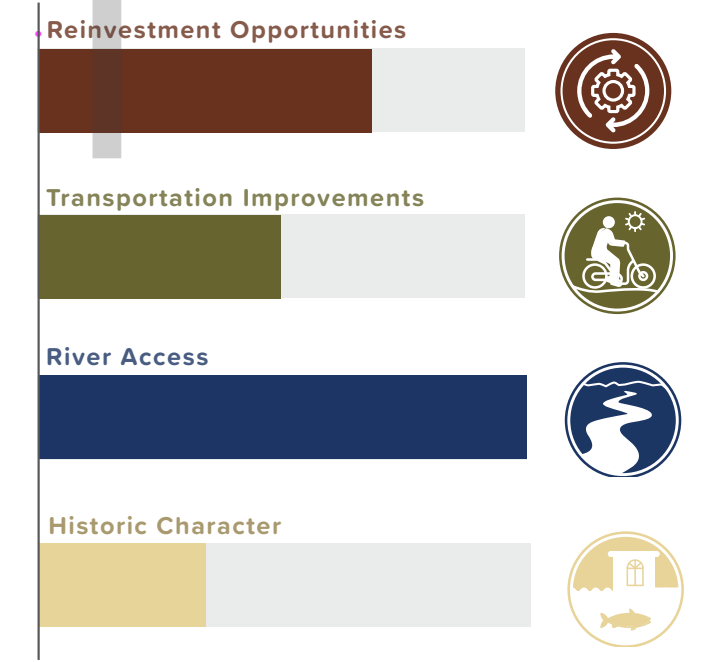 Reinvestment Opportunities
Transportation Improvements
River Access
Historic Character